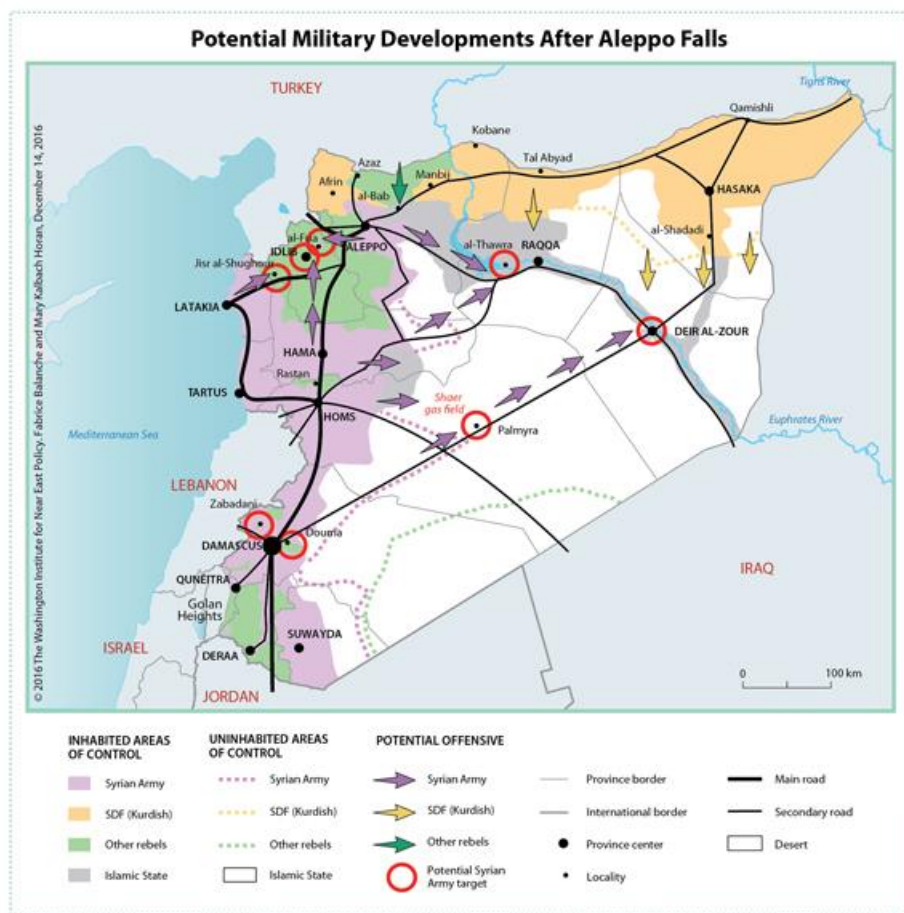 Potential Military Developments After Aleppo Falls
© 2016 The Washington Institute for Near East Policy. Fabrice Balanche and Mary Kalbach Horan, December 14, 2016
TURKEY
Tigris River
Qamishli
Kobane
Azaz
Tal Abyad
Afrin
Manbij
HASAKA
al-Bab
al-Fua
ALEPPO
al-Thawra
RAQQA
al-Shadadi
IDLIB
Jisr al-Shughour
LATAKIA
DEIR AL-ZOUR
HAMA
Rastan
TARTUS
Shaer
gas field
HOMS
Palmyra
Euphrates River
Mediterranean Sea
LEBANON
Zabadani
Douma
DAMASCUS
IRAQ
QUNEITRA
Golan
Heights
SUWAYDA
ISRAEL
DERAA
JORDAN
0 100 km
INHABITED AREAS
OF CONTROL
Syrian Army
SDF (Kurdish)
Other rebels
Islamic State
UNINHABITED AREAS
OF CONTROL
Syrian Army
SDF (Kurdish)
Other rebels
Islamic State
POTENTIAL OFFENSIVE
Syrian Army
SDF (Kurdish)
Other rebels
Potential Syrian
Army target
Province border
International border
Province center
Locality
Main road
Secondary road
Desert